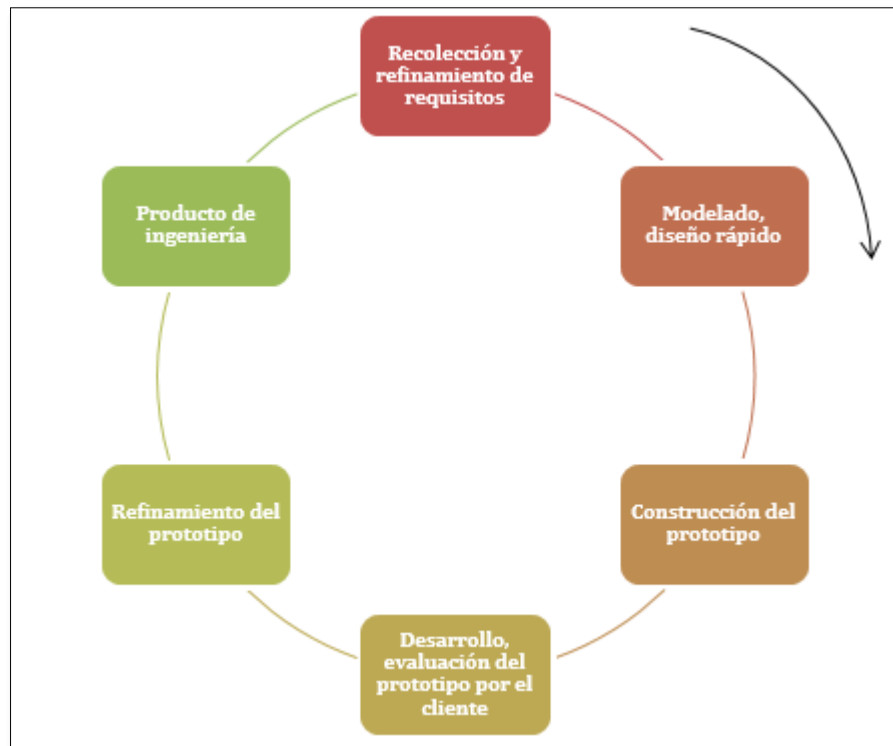 Recolección y
refinamiento de
requisitos
Modelado,
diseño rápido
Construcción del
prototipo
Desarrollo,
evaluación del
prototipo por el
cliente
Refinamiento del
prototipo
Producto de
ingeniería